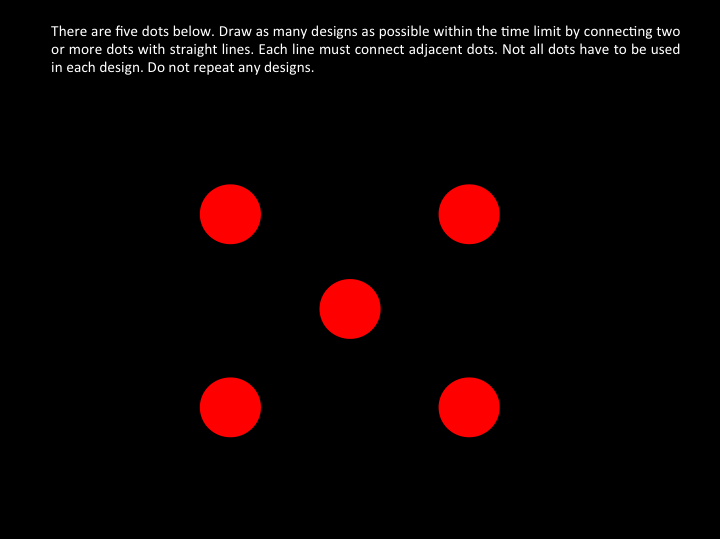 There are five dots below. Draw as many designs as possible within the time limit by connecting two
or more dots with straight lines. Each line must connect adjacent dots. Not all dots have to be used
in each design. Do not repeat any designs.